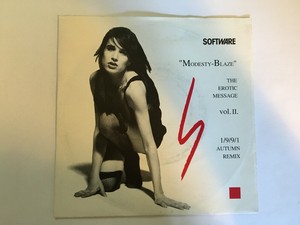 SOFTWARE
"MODESTY-BLAZE"
THE
EROTIC
MESSAGE
VOL II.
1/9/9/1
AUTUMN
REMIX